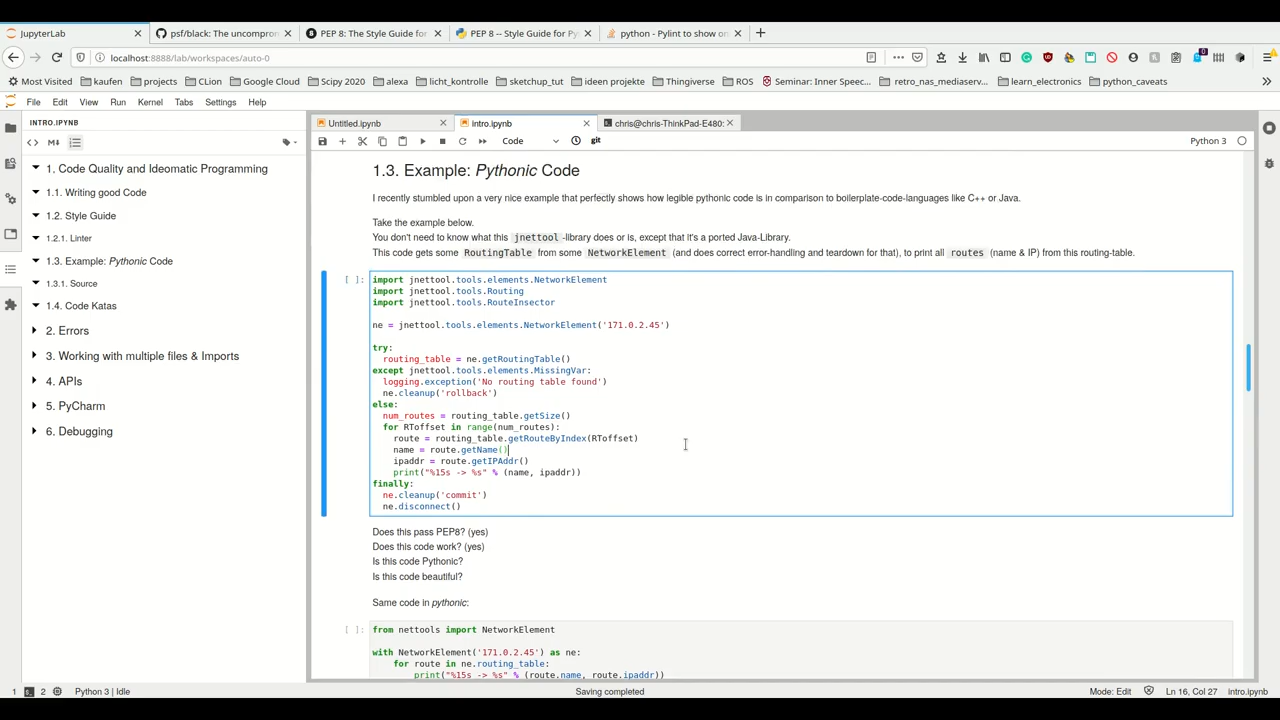 JupyterLab
psf/black: The uncomprom
PEP 8: The Style Guide for
PEP 8 -- Style Guide for Py
python - Pylint to show on
localhost:8888/lab/workspaces/auto-0
Most Visited kaufen projects CLion Google Cloud Scipy 2020 alexa licht_kontrolle sketchup_tut ideen projekte Thingiverse ROS Seminar: Inner Speec... retro_nas_mediaserv... learn_electronics python_caveats
File Edit View Run Kernel Tabs Settings Help
INTRO.IPYNB
1. Code Quality and Ideomatic Programming
1.1. Writing good Code
1.2. Style Guide
1.2.1. Linter
1.3. Example: Pythonic Code
1.3.1. Source
1.4. Code Katas
2. Errors
3. Working with multiple files & Imports
4. APIs
5. PyCharm
6. Debugging
Untitled.ipynb intro.ipynb chris@chris-ThinkPad-E480:
Code git Python 3
1.3. Example: Pythonic Code
I recently stumbled upon a very nice example that perfectly shows how legible pythonic code is in comparison to boilerplate-code-languages like C++ or Java.
Take the example below.
You don't need to know what this jnettool -library does or is, except that it's a ported Java-Library.
This code gets some RoutingTable from some NetworkElement (and does correct error-handling and teardown for that), to print all routes (name & IP) from this routing-table.
[ ]: import jnettool.tools.elements.NetworkElement
import jnettool.tools.Routing
import jnettool.tools.RouteInsector
ne = jnettool.tools.elements.NetworkElement('171.0.2.45')
try:
routing_table = ne.getRoutingTable()
except jnettool.tools.elements.MissingVar:
logging.exception('No routing table found')
ne.cleanup('rollback')
else:
num_routes = routing_table.getSize()
for RToffset in range(num_routes):
route = routing_table.getRouteByIndex(RToffset)
name = route.getName()
ipaddr = route.getIPAddr()
print("%15s -> %s" % (name, ipaddr))
finally:
ne.cleanup('commit')
ne.disconnect()
Does this pass PEP8? (yes)
Does this code work? (yes)
Is this code Pythonic?
Is this code beautiful?
Same code in pythonic:
[ ]: from nettools import NetworkElement
with NetworkElement('171.0.2.45') as ne:
for route in ne.routing_table:
print("%15s -> %s" % (route.name, route.ipaddr))
1 2 Python 3 | Idle Saving completed Mode: Edit Ln 16, Col 27 intro.ipynb